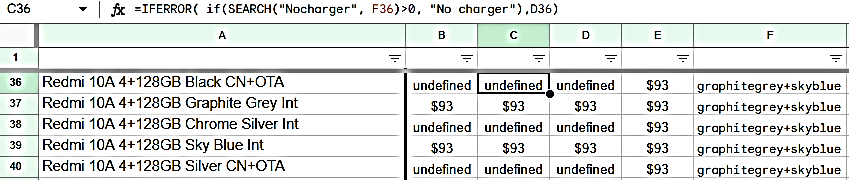 C36 fx =IFERROR( if(SEARCH("Nocharger", F36)>0, "No charger"),D36)
A B C D E F
1
36 Redmi 10A 4+128GB Black CN+OTA undefined undefined undefined $93 graphitegrey+skyblue
37 Redmi 10A 4+128GB Graphite Grey Int $93 $93 $93 $93 graphitegrey+skyblue
38 Redmi 10A 4+128GB Chrome Silver Int undefined undefined undefined $93 graphitegrey+skyblue
39 Redmi 10A 4+128GB Sky Blue Int $93 $93 $93 $93 graphitegrey+skyblue
40 Redmi 10A 4+128GB Silver CN+OTA undefined undefined undefined $93 graphitegrey+skyblue